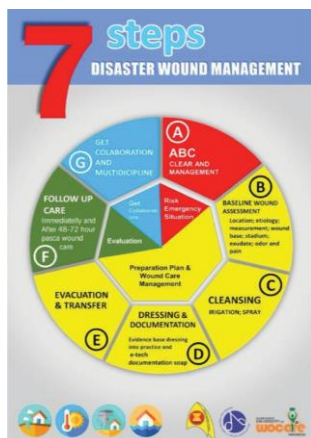 7 steps
DISASTER WOUND MANAGEMENT
A
ABC
CLEAR AND
MANAGEMENT
B
BASELINE WOUND
ASSESSMENT
Location; etiology;
measurement; wound
base; stadium;
exudate; odor and
pain
C
CLEANSING
IRIGATION; SPRAY
DRESSING &
DOCUMENTATION
Evidence base dressing
into practice and
e-tech
documentation soap
D
EVACUATION
& TRANSFER
E
FOLLOW UP
CARE
Immediatelly and
After 48-72 hour
pasca wound
care
F
GET
COLABORATION
AND
MULTIDICIPLINE
G
Risk
Emergency
Situation
Get
Evaluation
Preparation Plan &
Wound Care
Management
wocare